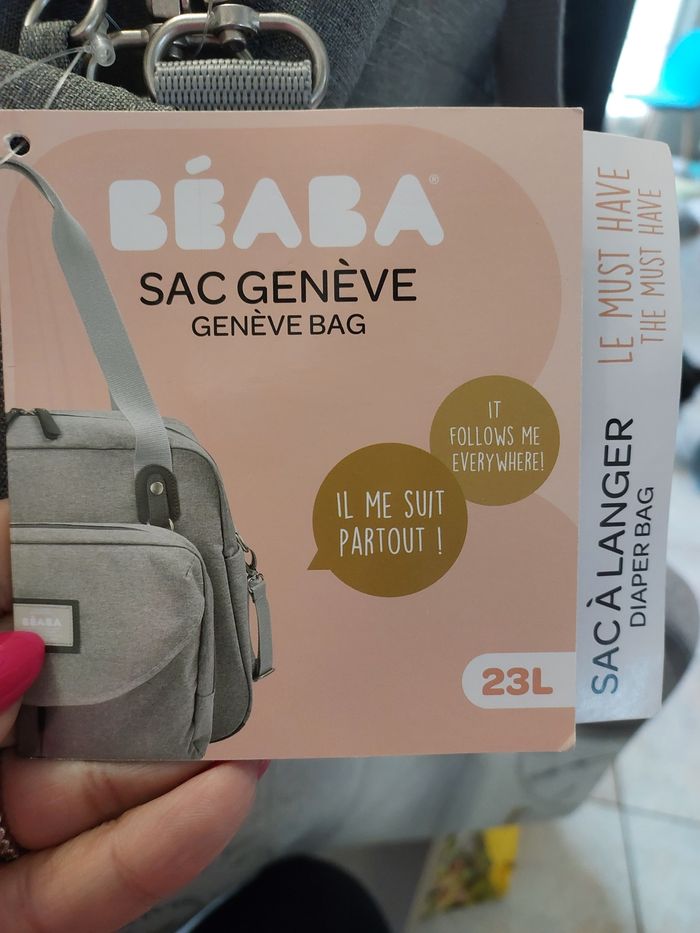 BÉABA®
SAC GENÈVE
GENÈVE BAG
IT
FOLLOWS ME
EVERYWHERE!
IL ME SUIT
PARTOUT !
BÉABA
23L
LE MUST HAVE
THE MUST HAVE
SAC À LANGER
DIAPER BAG